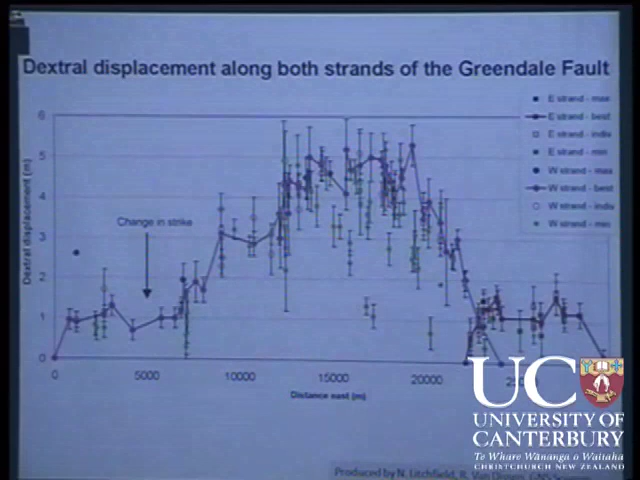 Dextral displacement along both strands of the Greendale Fault
6
5
4
3
2
1
0
Dextral displacement (m)
Change in strike
E strand - max
E strand - best
E strand - indiv
E strand - min
W strand - max
W strand - best
W strand - indiv
W strand - min
0 5000 10000 15000 20000
Distance east (m)
UC
UNIVERSITY OF
CANTERBURY
Te Whare Wānanga o Waitaha
CHRISTCHURCH NEW ZEALAND
Produced by N. Litchfield, R. Van Dissen, GNS